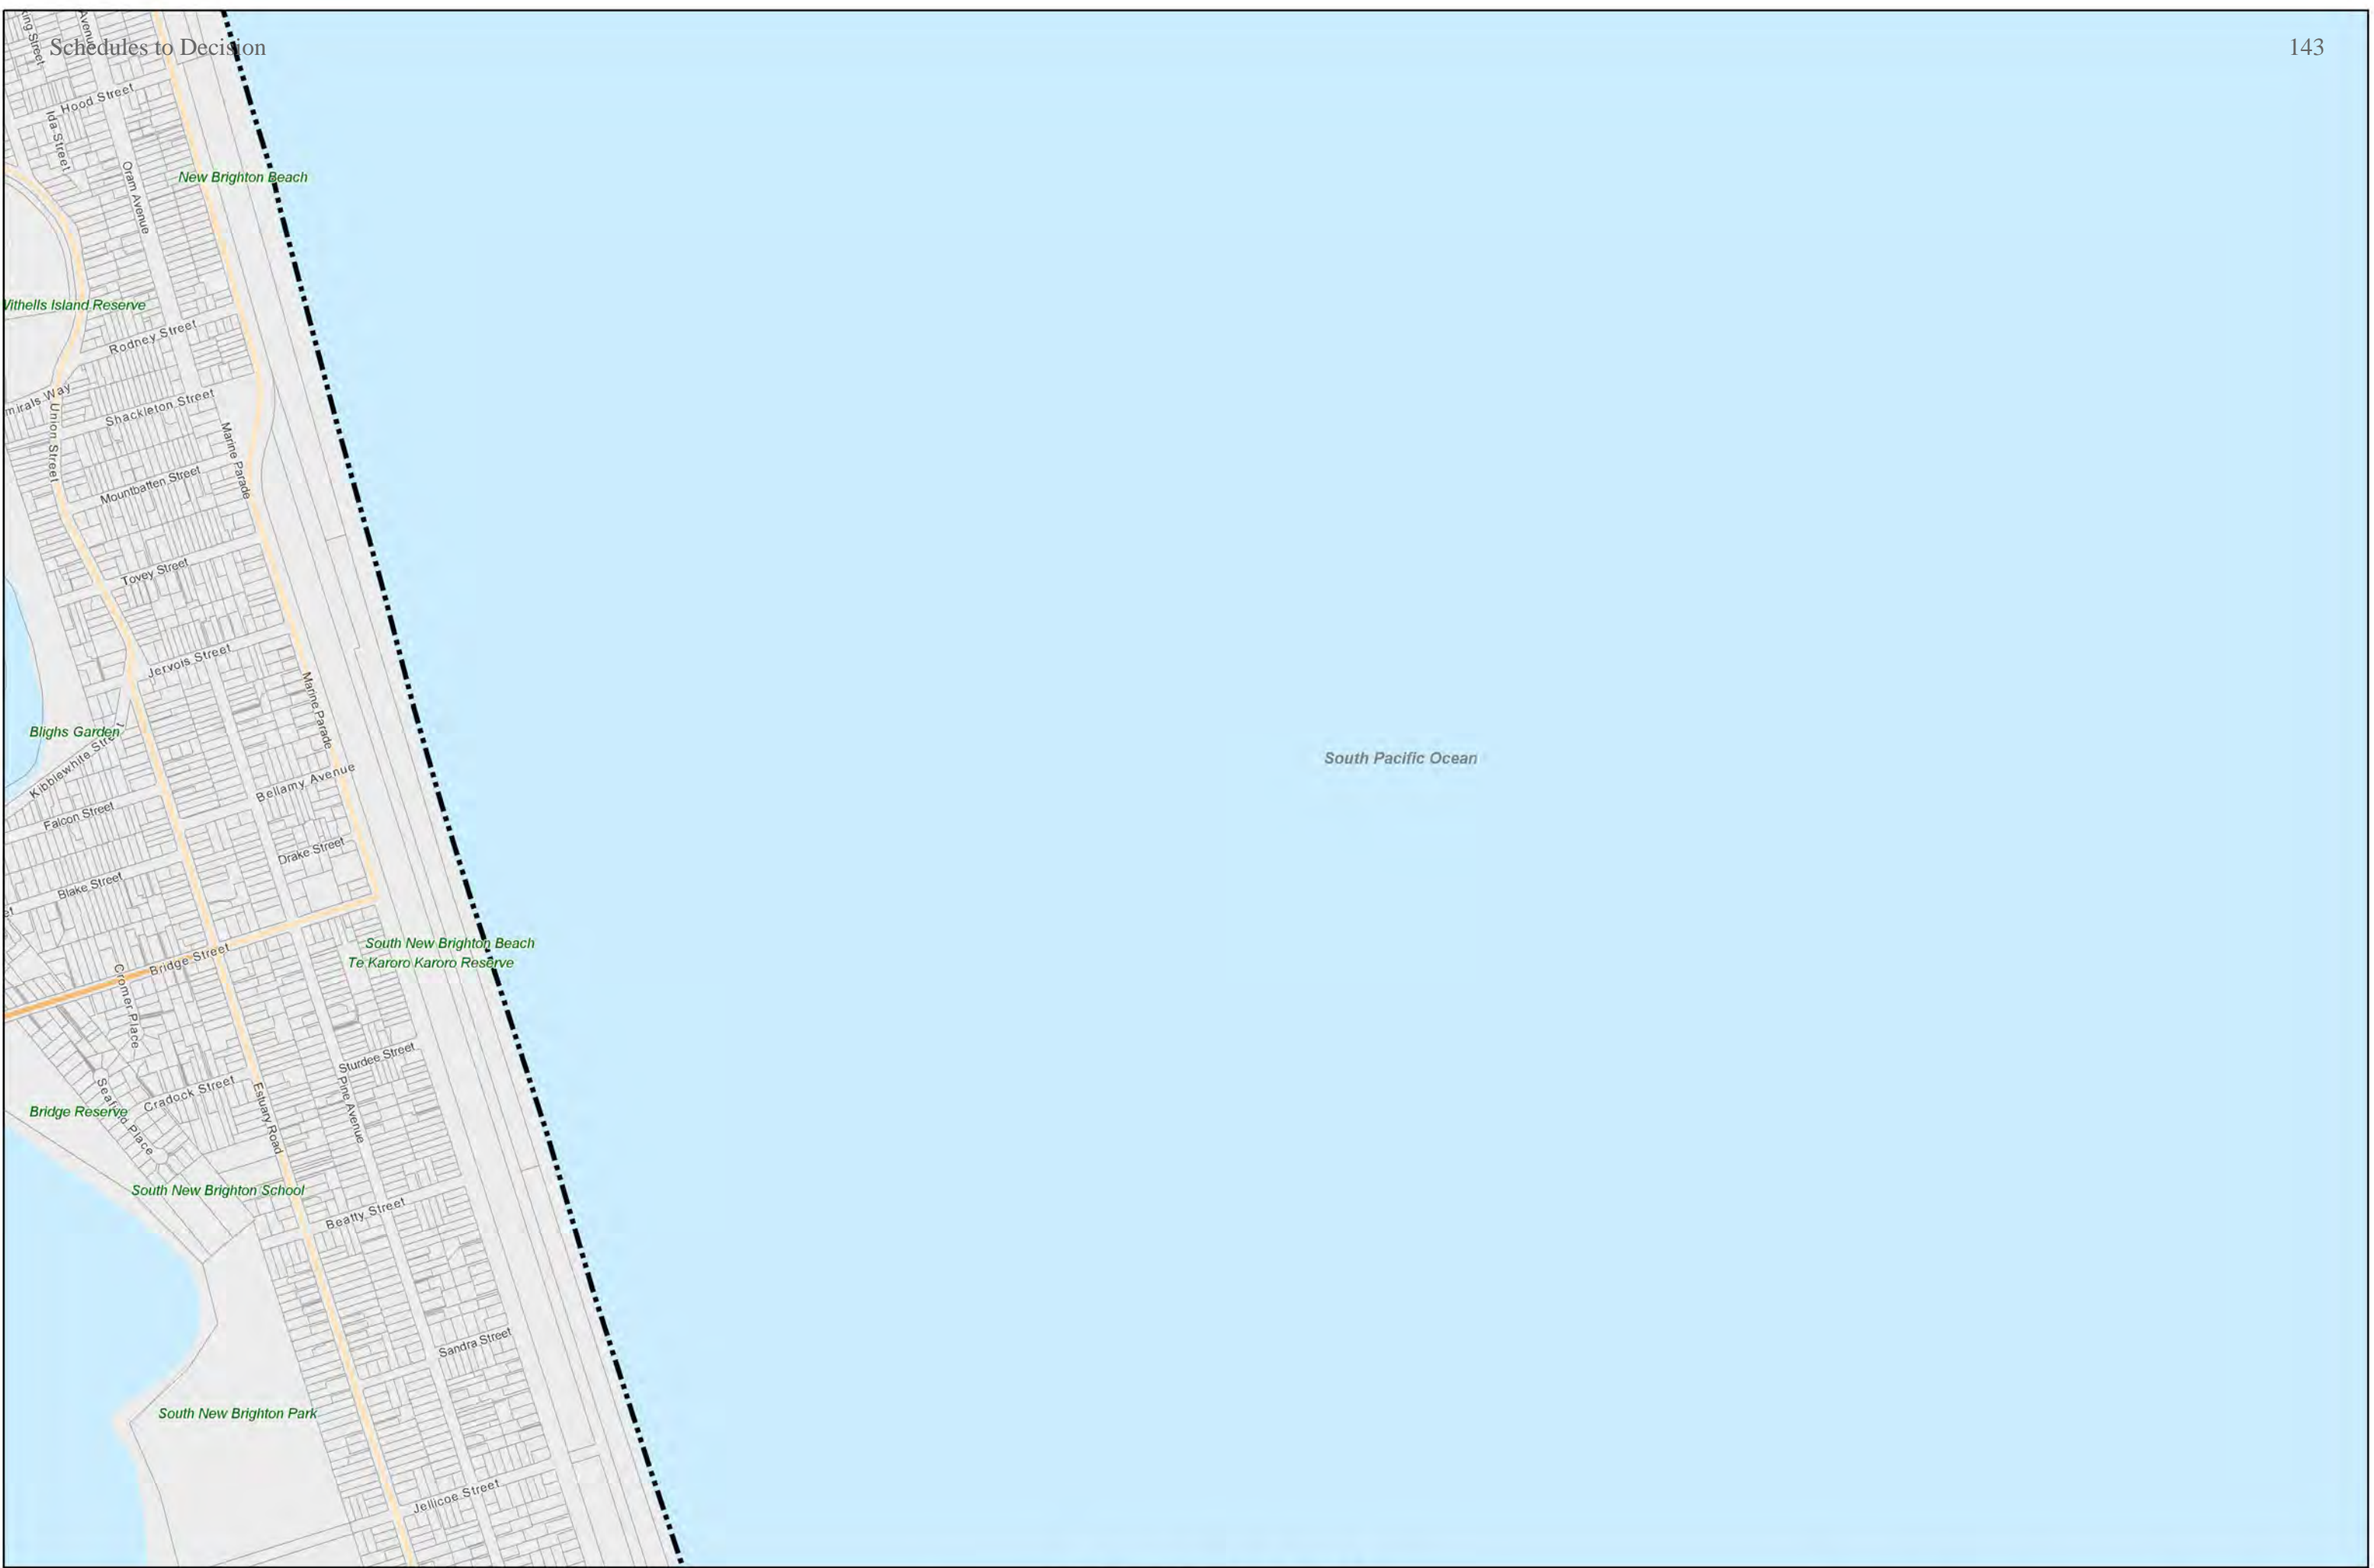 Schedules to Decision
143
Hood Street
Ida Street
Oram Avenue
New Brighton Beach
Rodney Street
Island Reserve
Way
Union Street
Shackleton Street
Marine Parade
Mountbatten Street
Tovey Street
Jervois Street
Marine Parade
Blighs Garden
Kibblewhite Street
Bellamy Avenue
South Pacific Ocean
Falcon Street
Drake Street
Blake Street
South New Brighton Beach
Te Karoro Karoro Reserve
Bridge Street
Cromer Place
Sturdee Street
Pine Avenue
Cradock Street
Estuary Road
Bridge Reserve
Seafield Place
South New Brighton School
Beatty Street
Sandra Street
South New Brighton Park
Jellicoe Street